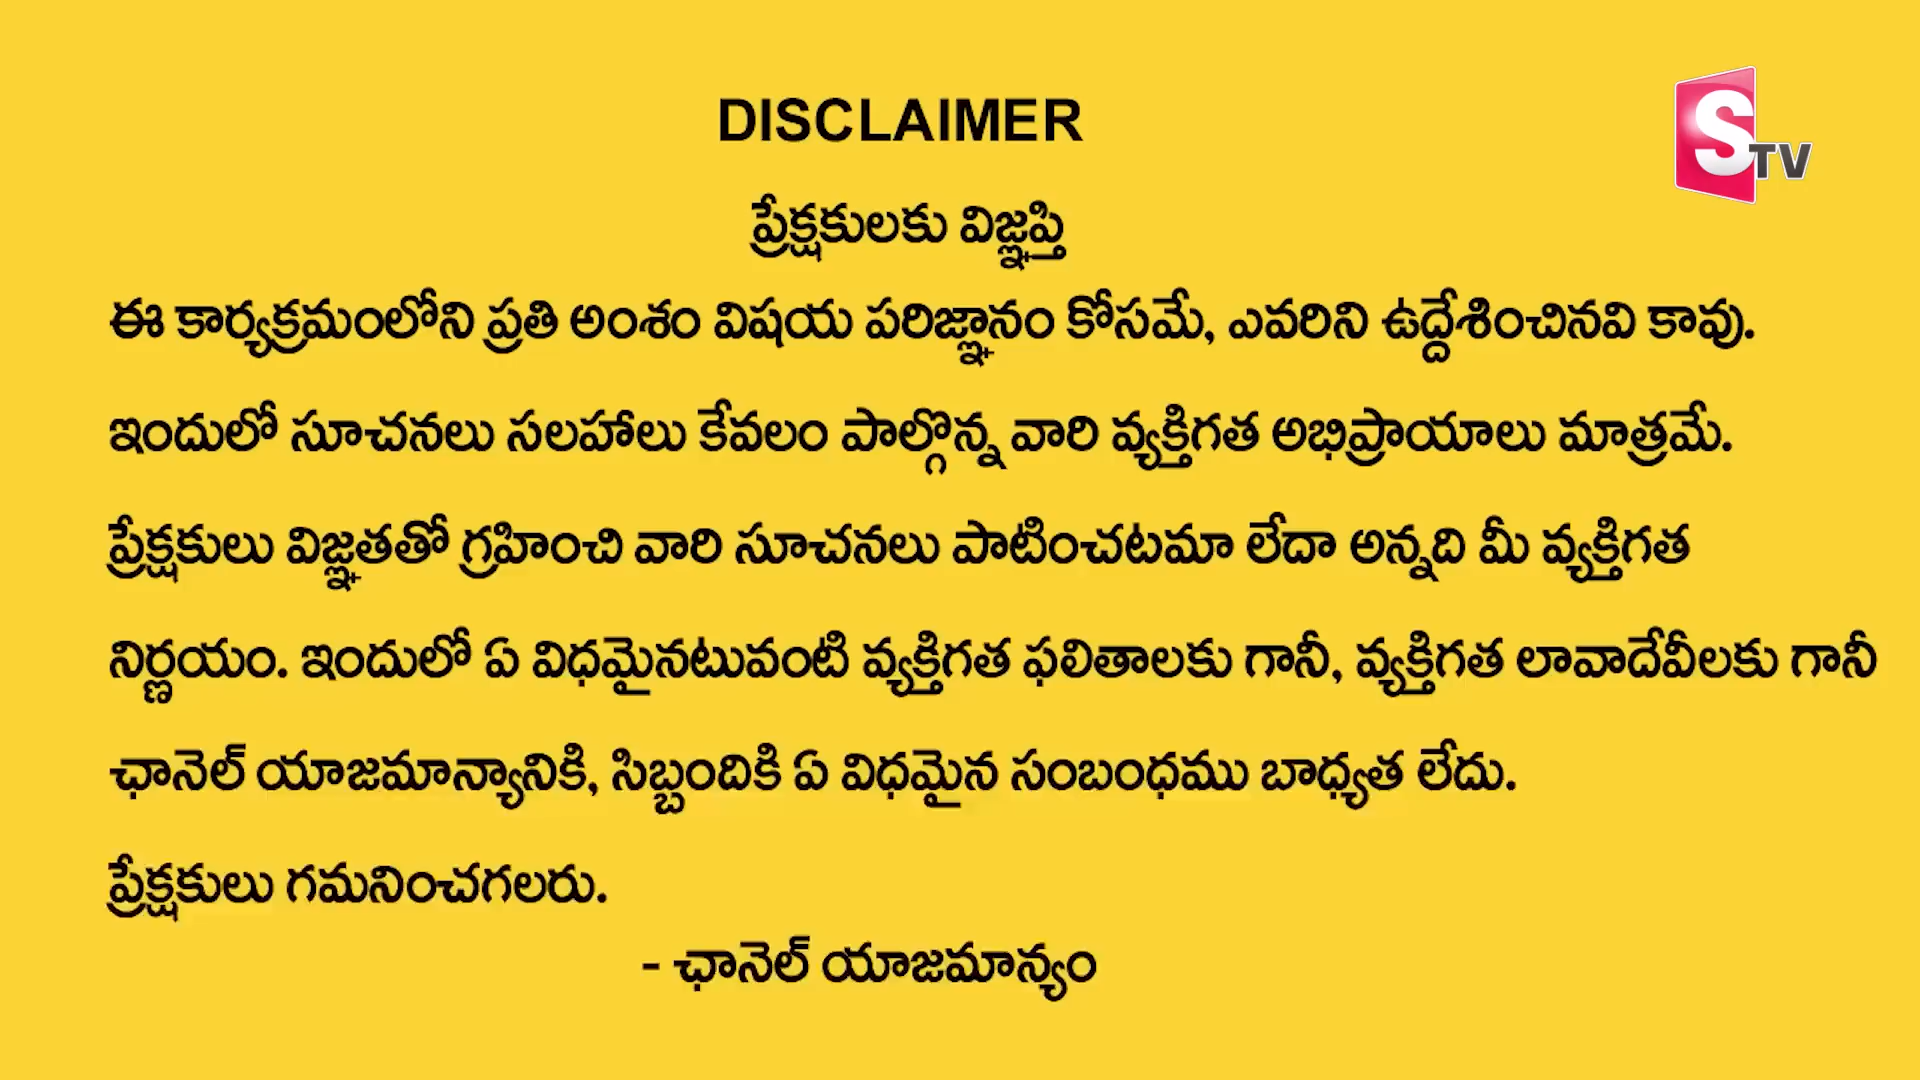 DISCLAIMER
STV
ప్రేక్షకులకు విజ్ఞప్తి
ఈ కార్యక్రమంలోని ప్రతి అంశం విషయ పరిజ్ఞానం కోసమే, ఎవరిని ఉద్దేశించినవి కావు.
ఇందులో సూచనలు సలహాలు కేవలం పాల్గొన్న వారి వ్యక్తిగత అభిప్రాయాలు మాత్రమే.
ప్రేక్షకులు విజ్ఞతతో గ్రహించి వారి సూచనలు పాటించటమా లేదా అన్నది మీ వ్యక్తిగత
నిర్ణయం. ఇందులో ఏ విధమైనటువంటి వ్యక్తిగత ఫలితాలకు గానీ, వ్యక్తిగత లావాదేవీలకు గానీ
ఛానెల్ యాజమాన్యానికి, సిబ్బందికి ఏ విధమైన సంబంధము బాధ్యత లేదు.
ప్రేక్షకులు గమనించగలరు.
- ఛానెల్ యాజమాన్యం